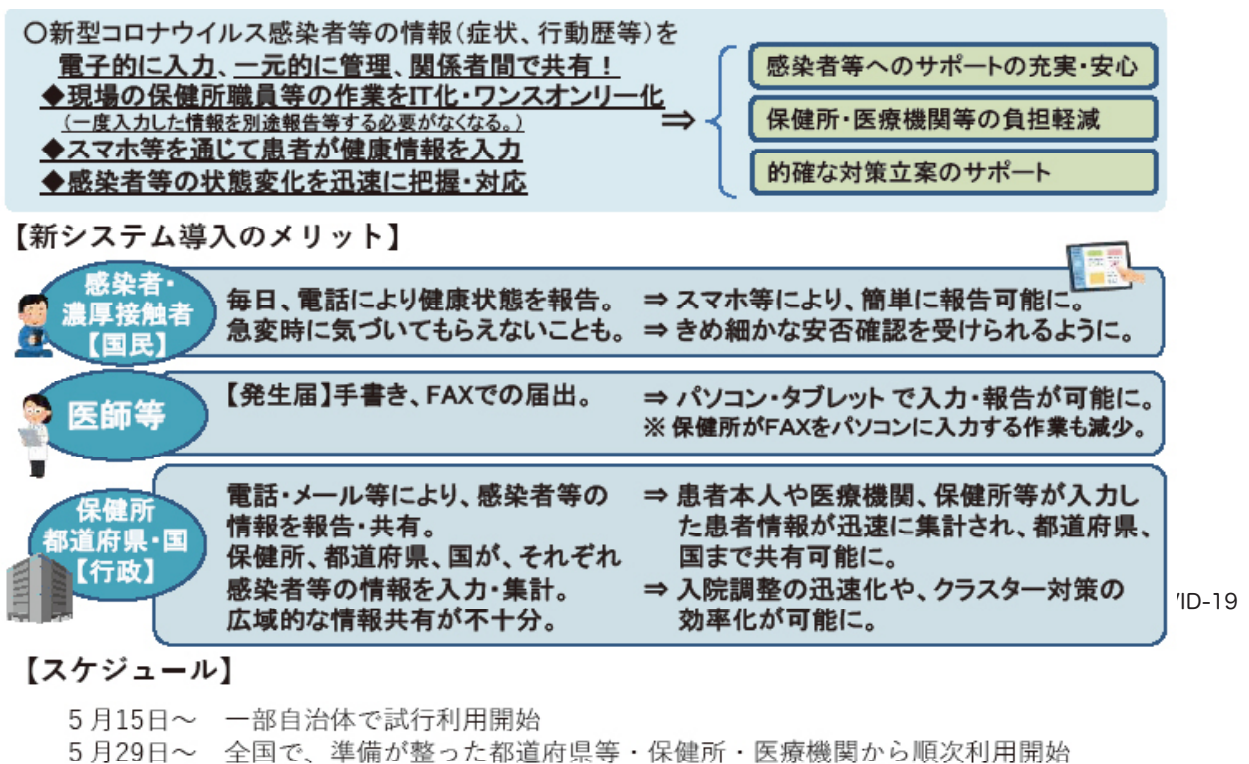 〇新型コロナウイルス感染者等の情報(症状、行動歴等)を
電子的に入力、一元的に管理、関係者間で共有！
◆現場の保健所職員等の作業をIT化・ワンスオンリー化
(一度入力した情報を別途報告等する必要がなくなる。)
◆スマホ等を通じて患者が健康情報を入力
◆感染者等の状態変化を迅速に把握・対応
⇒
感染者等へのサポートの充実・安心
保健所・医療機関等の負担軽減
的確な対策立案のサポート
【新システム導入のメリット】
感染者・
濃厚接触者
【国民】
毎日、電話により健康状態を報告。
急変時に気づいてもらえないことも。
⇒ スマホ等により、簡単に報告可能に。
⇒ きめ細かな安否確認を受けられるように。
医師等
【発生届】手書き、FAXでの届出。
⇒ パソコン・タブレット で入力・報告が可能に。
※ 保健所がFAXをパソコンに入力する作業も減少。
保健所
都道府県・国
【行政】
電話・メール等により、感染者等の
情報を報告・共有。
保健所、都道府県、国が、それぞれ
感染者等の情報を入力・集計。
広域的な情報共有が不十分。
⇒ 患者本人や医療機関、保健所等が入力し
た患者情報が迅速に集計され、都道府県、
国まで共有可能に。
⇒ 入院調整の迅速化や、クラスター対策の
効率化が可能に。
ID-19
【スケジュール】
5月15日〜 一部自治体で試行利用開始
5月29日〜 全国で、準備が整った都道府県等・保健所・医療機関から順次利用開始